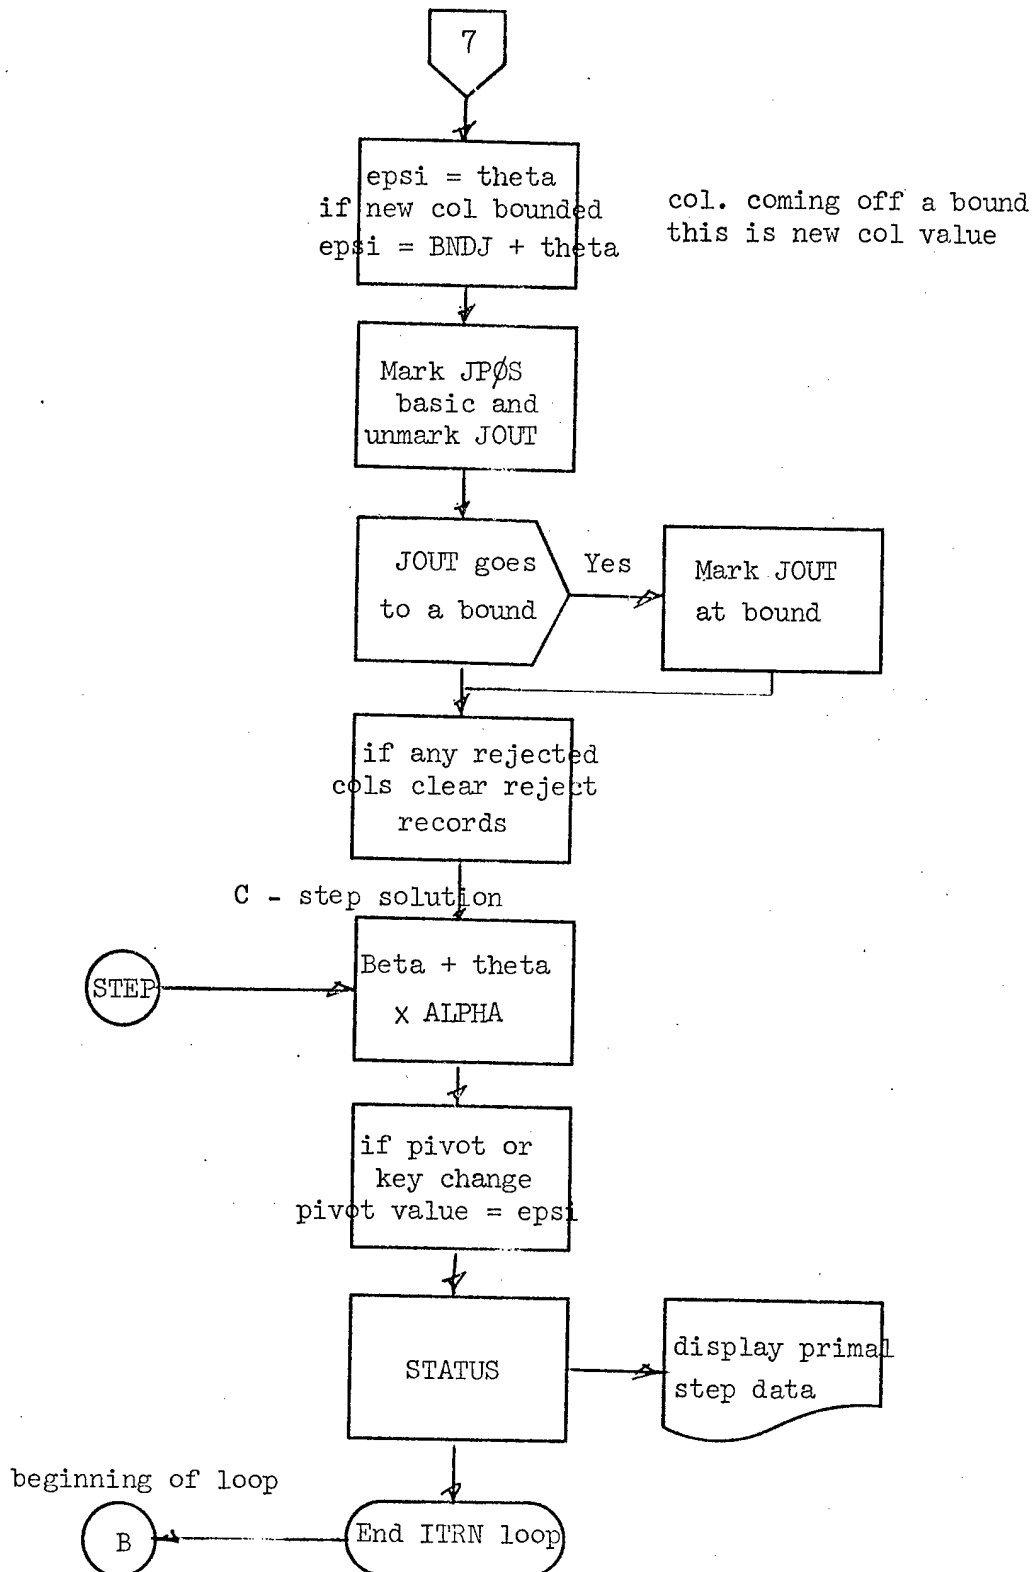 7
epsi = theta
if new col bounded
epsi = BNDJ + theta
col. coming off a bound
this is new col value
Mark JPØS
basic and
unmark JOUT
JOUT goes
to a bound
Yes
Mark JOUT
at bound
if any rejected
cols clear reject
records
C - step solution
STEP
Beta + theta
x ALPHA
if pivot or
key change
pivot value = epsi
STATUS
display primal
step data
beginning of loop
B
End ITRN loop